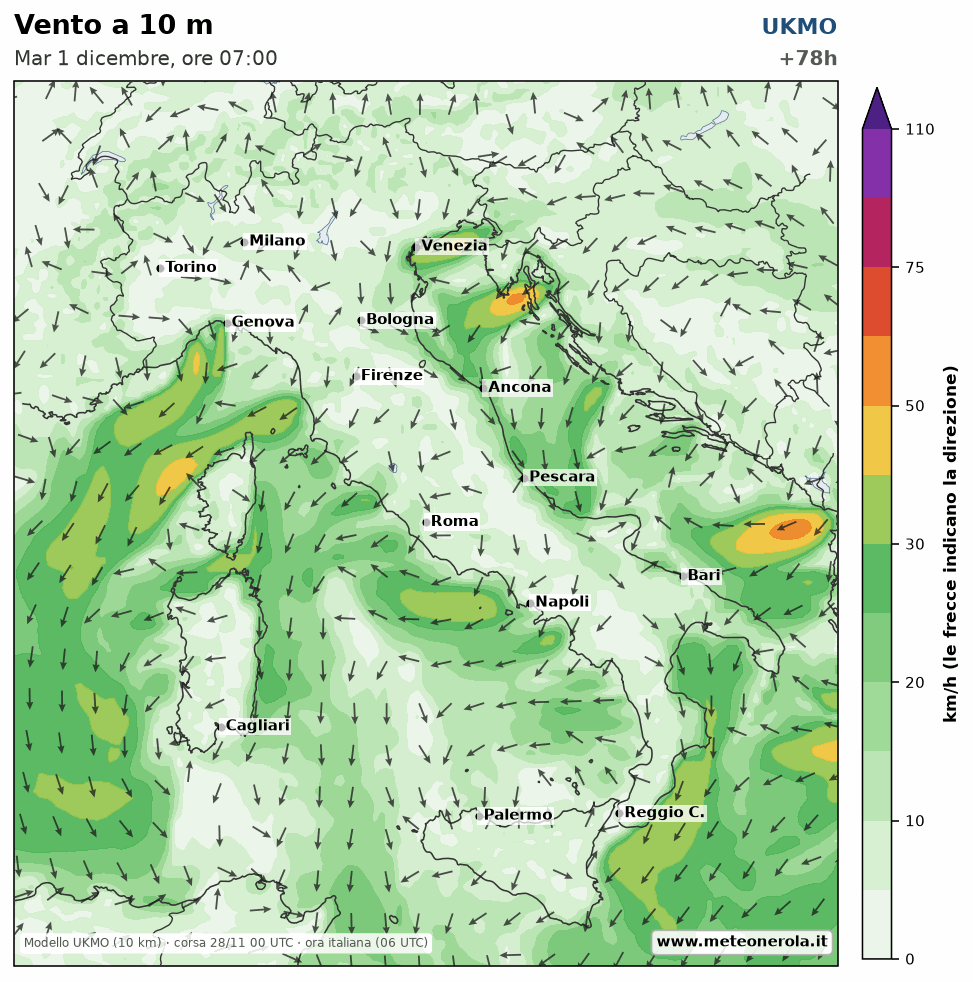 Vento a 10 m
UKMO
Mar 1 dicembre, ore 07:00
+78h
Milano
Venezia
Torino
Genova
Bologna
Firenze
Ancona
Pescara
Roma
Bari
Napoli
Cagliari
Palermo
Reggio C.
110
75
50
30
20
10
0
km/h (le frecce indicano la direzione)
Modello UKMO (10 km) · corsa 28/11 00 UTC · ora italiana (06 UTC)
www.meteonerola.it